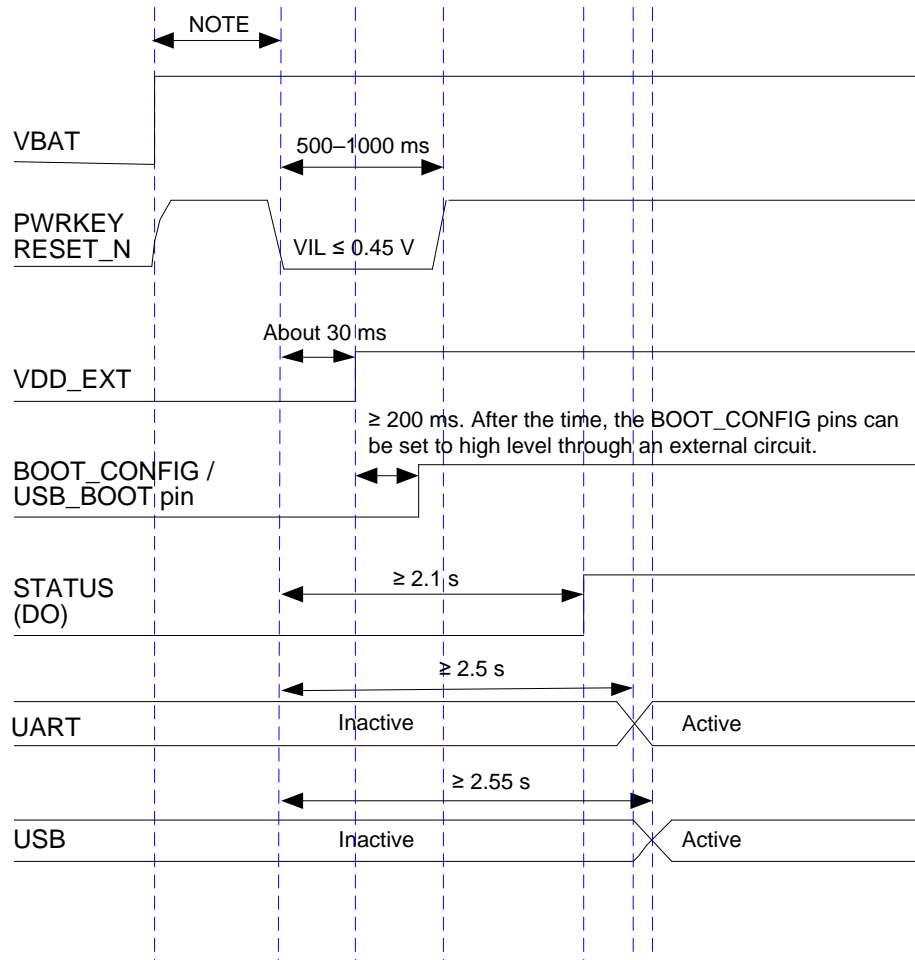 NOTE
VBAT
500–1000 ms
PWRKEY
RESET_N
VIL ≤ 0.45 V
About 30 ms
VDD_EXT
≥ 200 ms. After the time, the BOOT_CONFIG pins can
be set to high level through an external circuit.
BOOT_CONFIG /
USB_BOOT pin
STATUS
(DO)
≥ 2.1 s
≥ 2.5 s
UART
Inactive
Active
≥ 2.55 s
USB
Inactive
Active